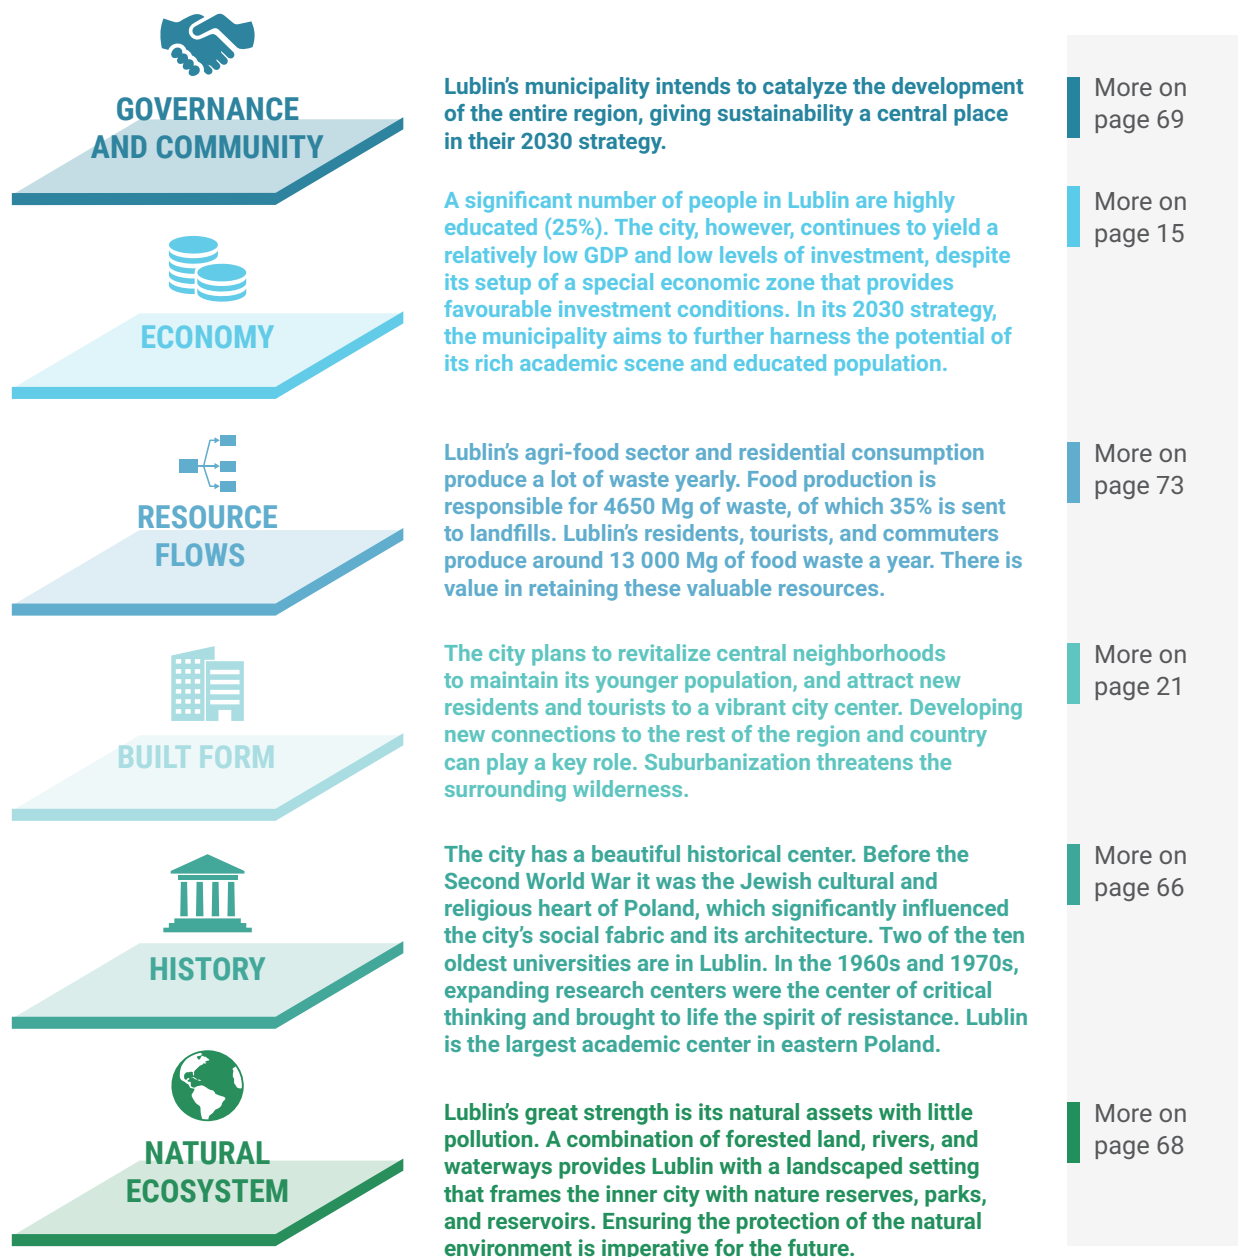 GOVERNANCE
AND COMMUNITY
Lublin's municipality intends to catalyze the development
of the entire region, giving sustainability a central place
in their 2030 strategy.
More on
page 69
ECONOMY
A significant number of people in Lublin are highly
educated (25%). The city, however, continues to yield a
relatively low GDP and low levels of investment, despite
its setup of a special economic zone that provides
favourable investment conditions. In its 2030 strategy,
the municipality aims to further harness the potential of
its rich academic scene and educated population.
More on
page 15
RESOURCE
FLOWS
Lublin's agri-food sector and residential consumption
produce a lot of waste yearly. Food production is
responsible for 4650 Mg of waste, of which 35% is sent
to landfills. Lublin's residents, tourists, and commuters
produce around 13 000 Mg of food waste a year. There is
value in retaining these valuable resources.
More on
page 73
BUILT FORM
The city plans to revitalize central neighborhoods
to maintain its younger population, and attract new
residents and tourists to a vibrant city center. Developing
new connections to the rest of the region and country
can play a key role. Suburbanization threatens the
surrounding wilderness.
More on
page 21
HISTORY
The city has a beautiful historical center. Before the
Second World War it was the Jewish cultural and
religious heart of Poland, which significantly influenced
the city's social fabric and its architecture. Two of the ten
oldest universities are in Lublin. In the 1960s and 1970s,
expanding research centers were the center of critical
thinking and brought to life the spirit of resistance. Lublin
is the largest academic center in eastern Poland.
More on
page 66
NATURAL
ECOSYSTEM
Lublin's great strength is its natural assets with little
pollution. A combination of forested land, rivers, and
waterways provides Lublin with a landscaped setting
that frames the inner city with nature reserves, parks,
and reservoirs. Ensuring the protection of the natural
environment is imperative for the future.
More on
page 68